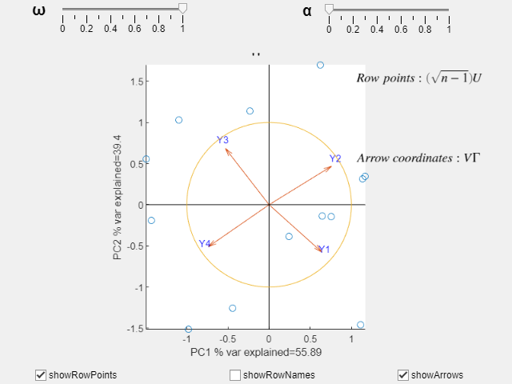 ω
α
0 0.2 0.4 0.6 0.8 1
0 0.2 0.4 0.6 0.8 1
Row points : (√n − 1)U
Arrow coordinates : VΓ
1.5
1
0.5
0
-0.5
-1
-1.5
PC2 % var explained=39.4
Y3
Y2
Y4
Y1
-1 -0.5 0 0.5 1
PC1 % var explained=55.89
showRowPoints showRowNames showArrows